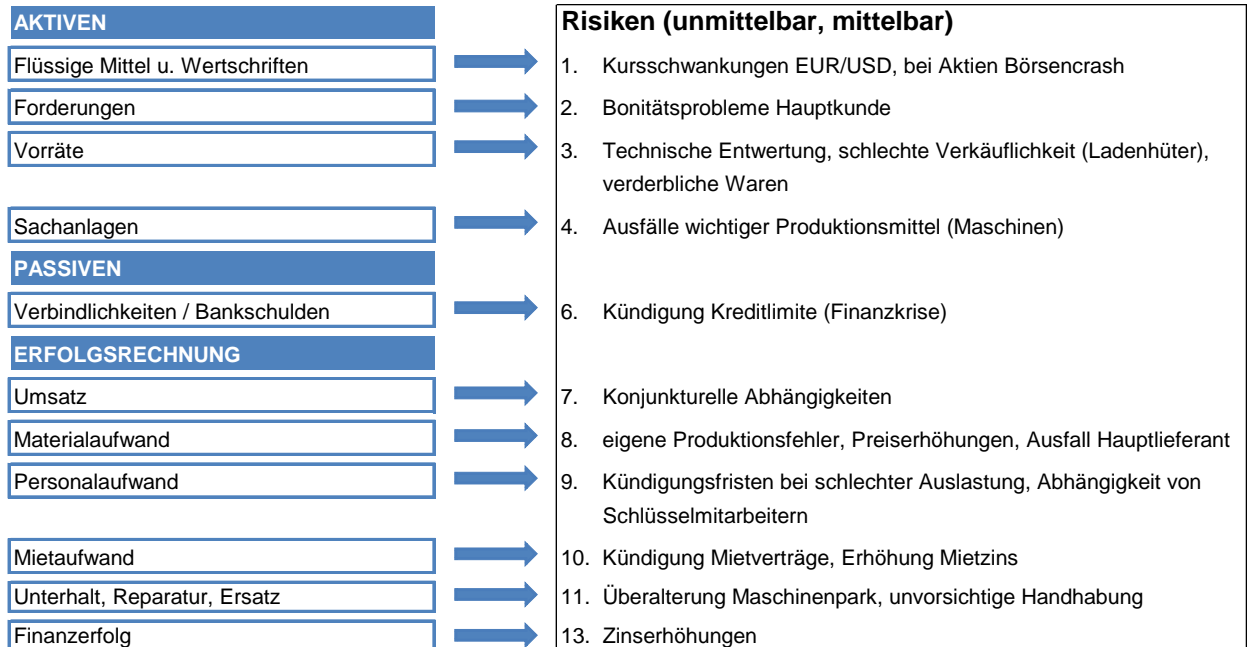 AKTIVEN
Risiken (unmittelbar, mittelbar)
Flüssige Mittel u. Wertschriften
1. Kursschwankungen EUR/USD, bei Aktien Börsencrash
Forderungen
2. Bonitätsprobleme Hauptkunde
Vorräte
3. Technische Entwertung, schlechte Verkäuflichkeit (Ladenhüter),
verderbliche Waren
Sachanlagen
4. Ausfälle wichtiger Produktionsmittel (Maschinen)
PASSIVEN
Verbindlichkeiten / Bankschulden
6. Kündigung Kreditlimite (Finanzkrise)
ERFOLGSRECHNUNG
Umsatz
7. Konjunkturelle Abhängigkeiten
Materialaufwand
8. eigene Produktionsfehler, Preiserhöhungen, Ausfall Hauptlieferant
Personalaufwand
9. Kündigungsfristen bei schlechter Auslastung, Abhängigkeit von
Schlüsselmitarbeitern
Mietaufwand
10. Kündigung Mietverträge, Erhöhung Mietzins
Unterhalt, Reparatur, Ersatz
11. Überalterung Maschinenpark, unvorsichtige Handhabung
Finanzerfolg
13. Zinserhöhungen